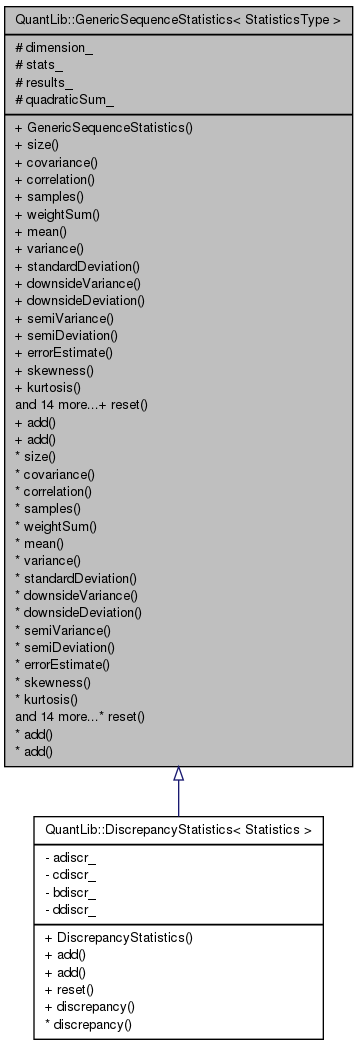 QuantLib::GenericSequenceStatistics< StatisticsType >
# dimension_
# stats_
# results_
# quadraticSum_
+ GenericSequenceStatistics()
+ size()
+ covariance()
+ correlation()
+ samples()
+ weightSum()
+ mean()
+ variance()
+ standardDeviation()
+ downsideVariance()
+ downsideDeviation()
+ semiVariance()
+ semiDeviation()
+ errorEstimate()
+ skewness()
+ kurtosis()
and 14 more...+ reset()
+ add()
+ add()
* size()
* covariance()
* correlation()
* samples()
* weightSum()
* mean()
* variance()
* standardDeviation()
* downsideVariance()
* downsideDeviation()
* semiVariance()
* semiDeviation()
* errorEstimate()
* skewness()
* kurtosis()
and 14 more...* reset()
* add()
* add()
QuantLib::DiscrepancyStatistics< Statistics >
- adiscr_
- cdiscr_
- bdiscr_
- ddiscr_
+ DiscrepancyStatistics()
+ add()
+ add()
+ reset()
+ discrepancy()
* discrepancy()